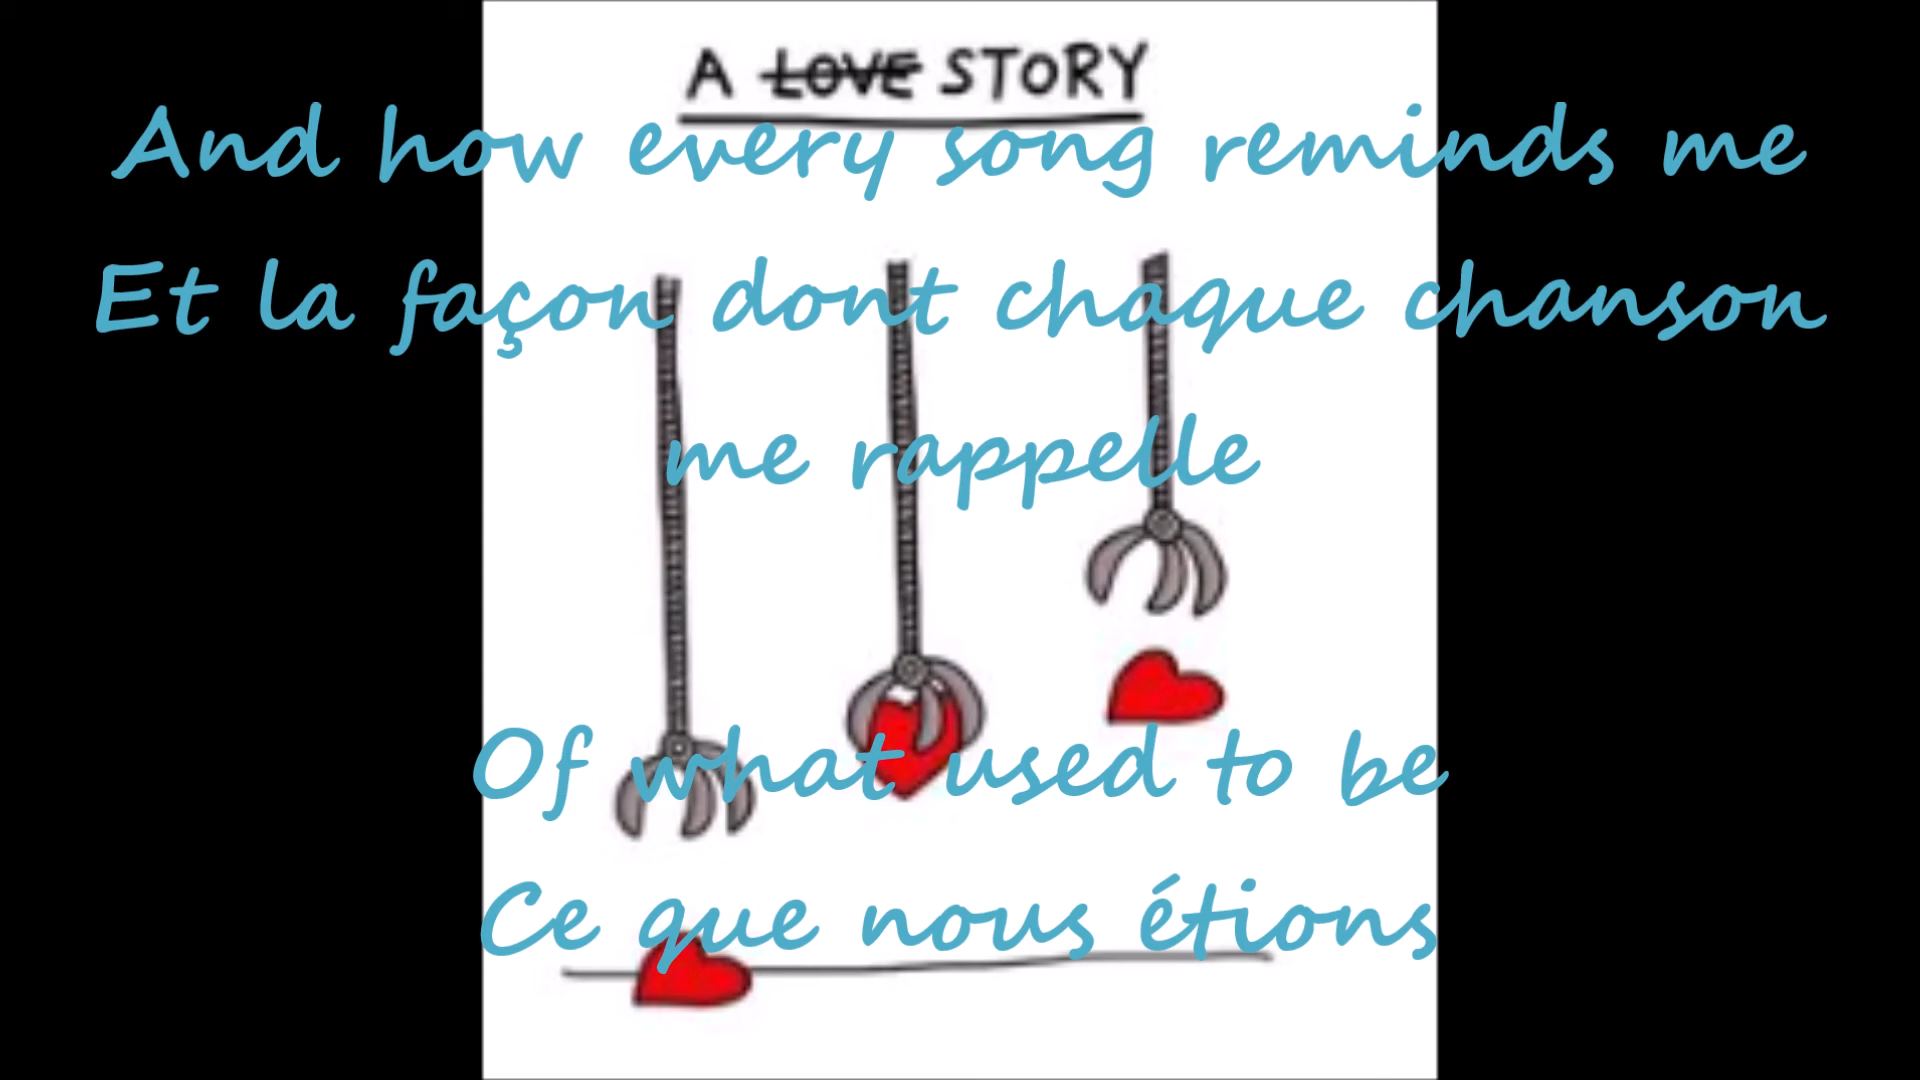 A LOVE STORY
And how every song reminds me
Et la façon dont chaque chanson
me rappelle
Of what used to be
Ce que nous étions